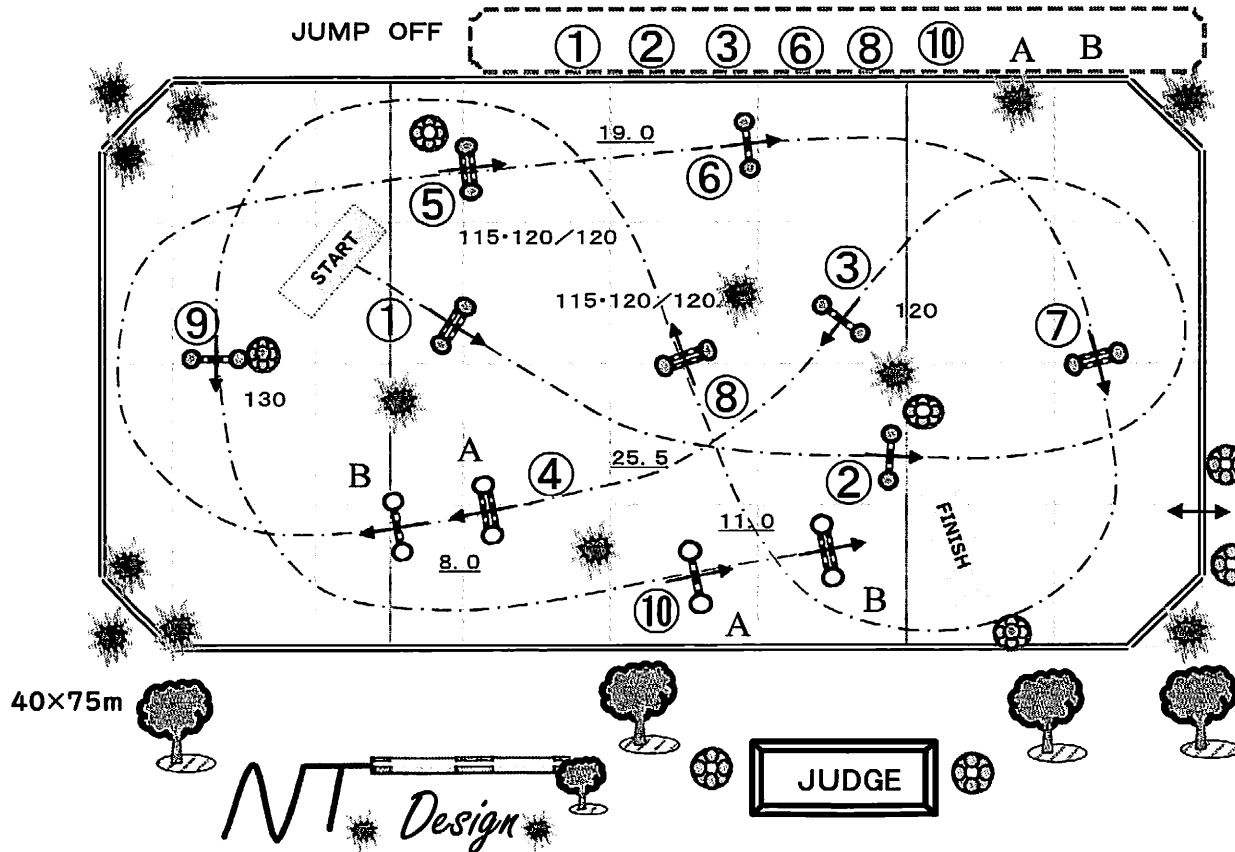 JUMP OFF ① ② ③ ⑥ ⑧ ⑩ A B
19.0
⑤
⑥
115・120/120
START
③
115・120/120
120
①
⑨
⑦
130
⑧
A
B
④
25.5
②
11.0
FINISH
8.0
⑩
A
B
40×75m
NT
Design
JUDGE